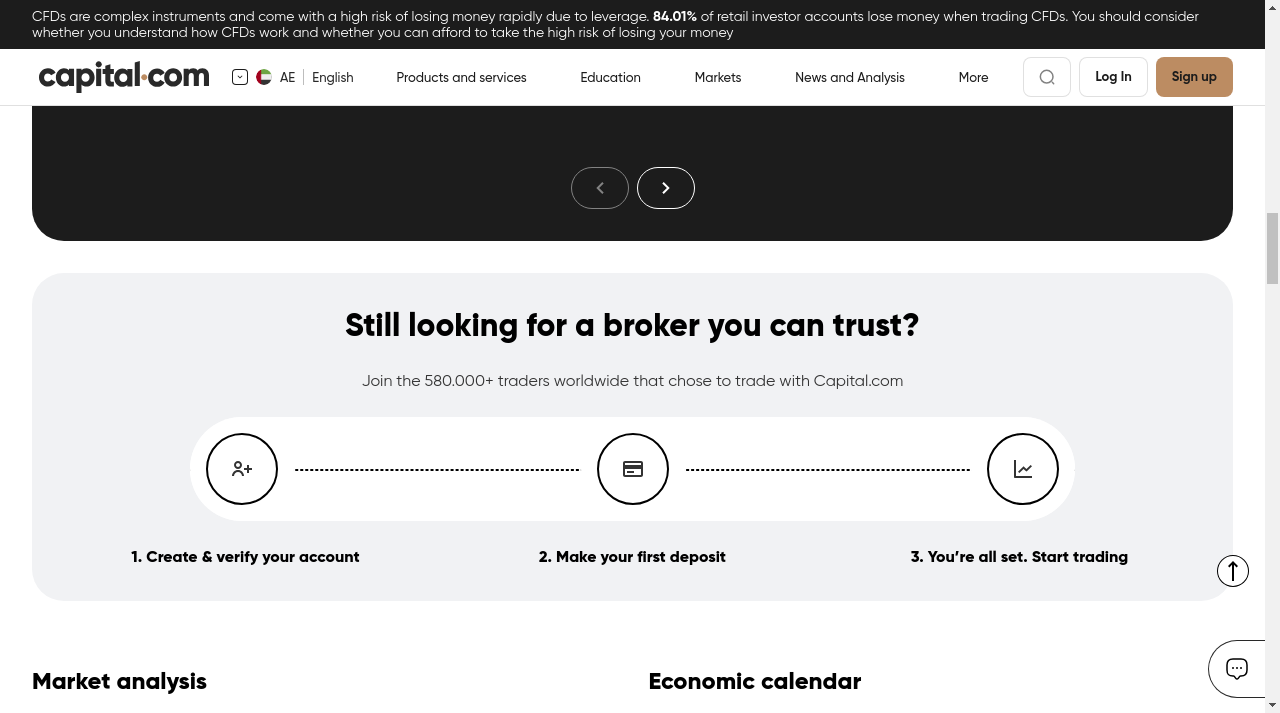 CFDs are complex instruments and come with a high risk of losing money rapidly due to leverage. 84.01% of retail investor accounts lose money when trading CFDs. You should consider
whether you understand how CFDs work and whether you can afford to take the high risk of losing your money
capital.com
AE
English
Products and services
Education
Markets
News and Analysis
More
Log In
Sign up
Still looking for a broker you can trust?
Join the 580.000+ traders worldwide that chose to trade with Capital.com
1. Create & verify your account
2. Make your first deposit
3. You’re all set. Start trading
Market analysis
Economic calendar